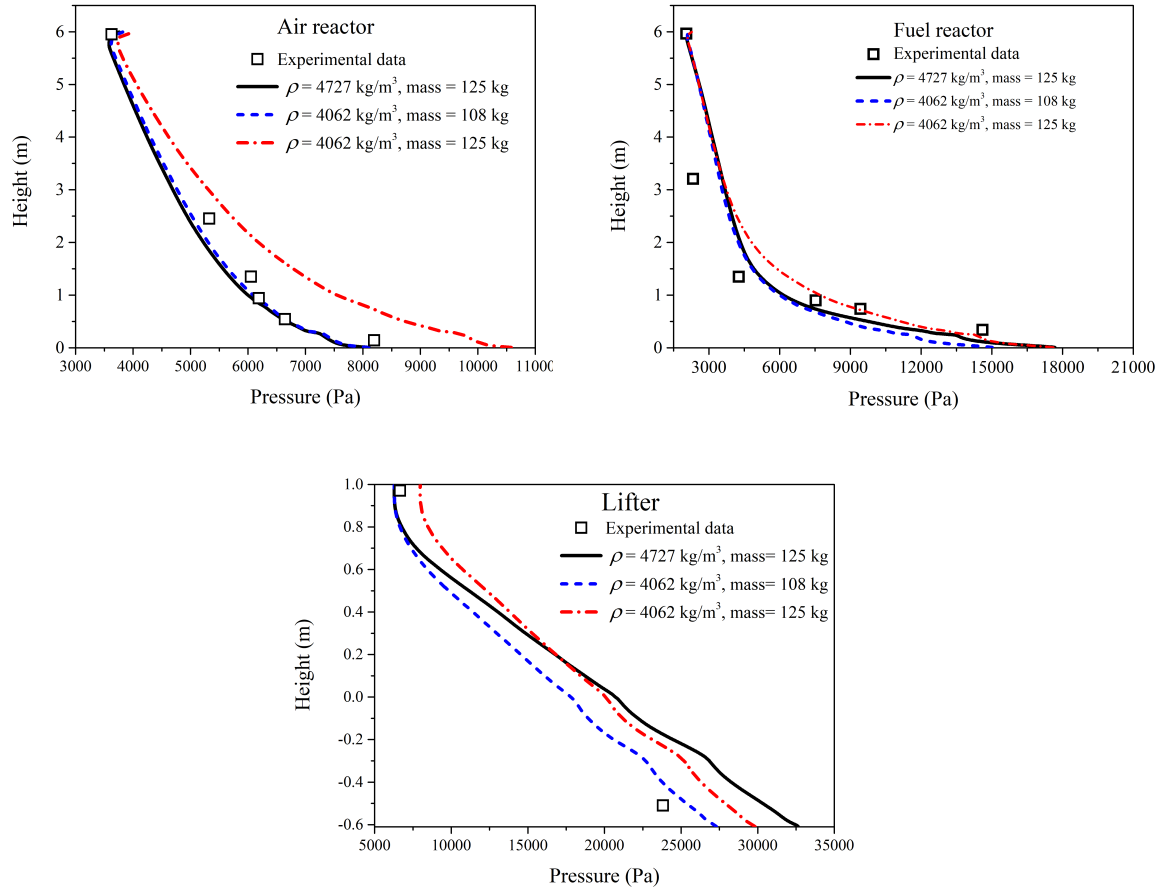 Air reactor
Experimental data
ρ = 4727 kg/m³, mass = 125 kg
ρ = 4062 kg/m³, mass = 108 kg
ρ = 4062 kg/m³, mass = 125 kg
Height (m)
6
5
4
3
2
1
0
3000 4000 5000 6000 7000 8000 9000 10000 11000
Pressure (Pa)
Fuel reactor
Experimental data
ρ = 4727 kg/m³, mass = 125 kg
ρ = 4062 kg/m³, mass = 108 kg
ρ = 4062 kg/m³, mass = 125 kg
Height (m)
6
5
4
3
2
1
0
3000 6000 9000 12000 15000 18000 21000
Pressure (Pa)
Lifter
Experimental data
ρ = 4727 kg/m³, mass= 125 kg
ρ = 4062 kg/m³, mass= 108 kg
ρ = 4062 kg/m³, mass= 125 kg
Height (m)
1.0
0.8
0.6
0.4
0.2
0.0
-0.2
-0.4
-0.6
5000 10000 15000 20000 25000 30000 35000
Pressure (Pa)